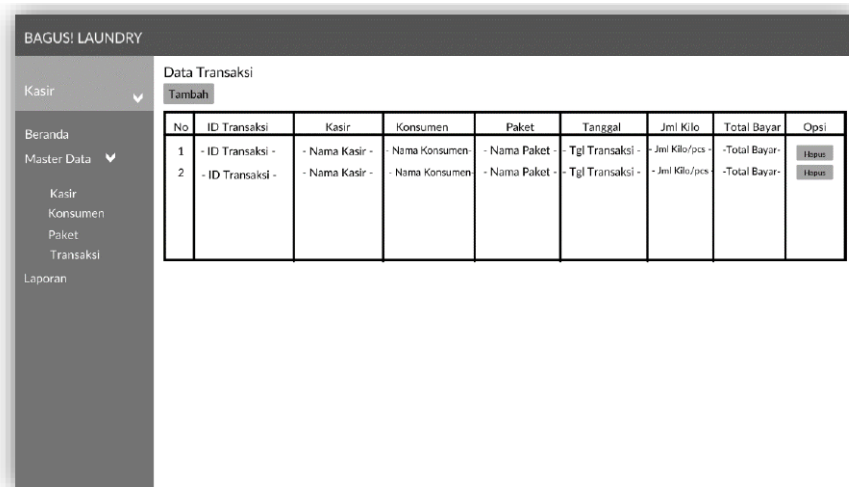 BAGUS! LAUNDRY
Kasir
Beranda
Master Data
Kasir
Konsumen
Paket
Transaksi
Laporan
Data Transaksi
Tambah
No ID Transaksi Kasir Konsumen Paket Tanggal Jml Kilo Total Bayar Opsi
1 - ID Transaksi - - Nama Kasir - - Nama Konsumen- - Nama Paket - - Tgl Transaksi - - Jml Kilo/pcs - -Total Bayar- Hapus
2 - ID Transaksi - - Nama Kasir - - Nama Konsumen- - Nama Paket - - Tgl Transaksi - - Jml Kilo/pcs - -Total Bayar- Hapus